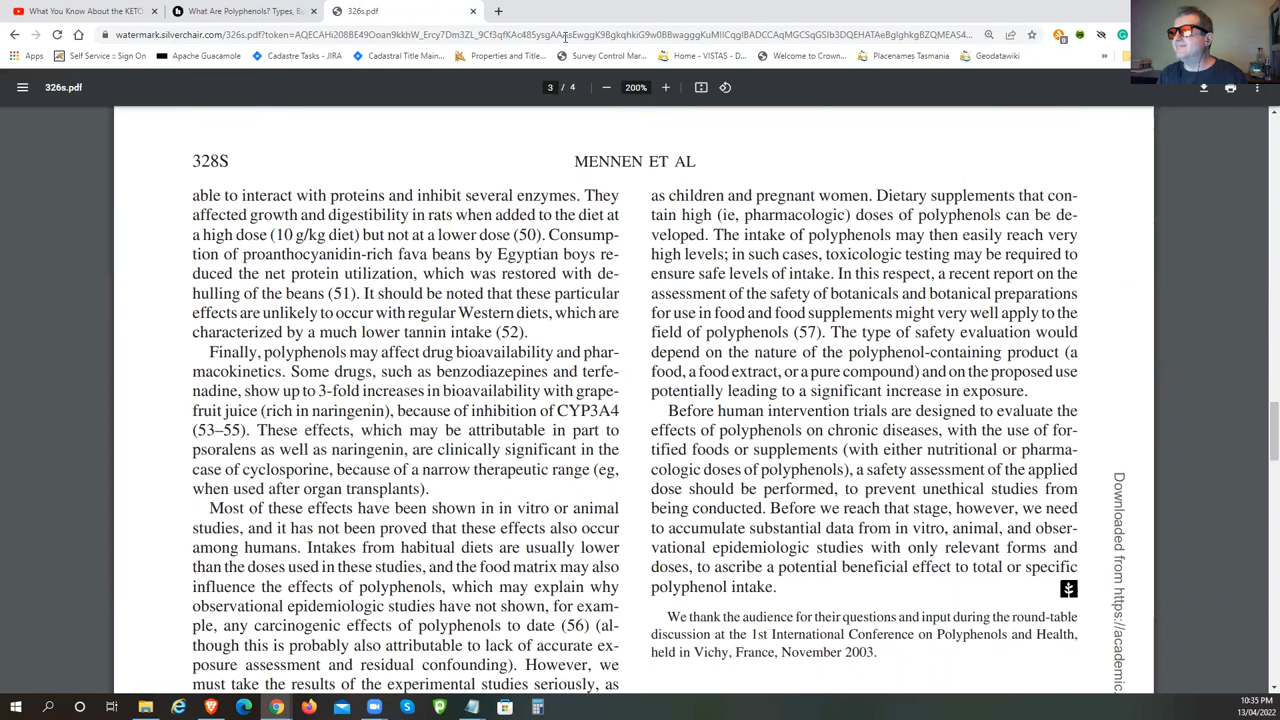 What You Know About the KET
What Are Polyphenols? Types, B
326s.pdf
Apps
Self Service - Sign On
Amazon Log In
Cadastre Tasks - JIRA
Cadastral Title Main...
Properties and Title...
Survey Control Mar...
Home - VISTAS - D...
Welcome to Crown...
Placenames Tasmania
Geodatawiki
326s.pdf
3 / 4
200%
328S
MENNEN ET AL
able to interact with proteins and inhibit several enzymes. They
affected growth and digestibility in rats when added to the diet at
a high dose (10 g/kg diet) but not at a lower dose (50). Consump-
tion of proanthocyanidin-rich fava beans by Egyptian boys re-
duced the net protein utilization, which was restored with de-
hulling of the beans (51). It should be noted that these particular
effects are unlikely to occur with regular Western diets, which are
characterized by a much lower tannin intake (52).
Finally, polyphenols may affect drug bioavailability and phar-
macokinetics. Some drugs, such as benzodiazepines and terfe-
nadine, show up to 3-fold increases in bioavailability with grape-
fruit juice (rich in naringenin), because of inhibition of CYP3A4
(53–55). These effects, which may be attributable in part to
psoralens as well as naringenin, are clinically significant in the
case of cyclosporine, because of a narrow therapeutic range (eg,
when used after organ transplants).
Most of these effects have been shown in in vitro or animal
studies, and it has not been proved that these effects also occur
among humans. Intakes from habitual diets are usually lower
than the doses used in these studies, and the food matrix may also
influence the effects of polyphenols, which may explain why
observational epidemiologic studies have not shown, for exam-
ple, any carcinogenic effects of polyphenols to date (56) (al-
though this is probably also attributable to lack of accurate ex-
posure assessment and residual confounding). However, we
must take the results of the experimental studies seriously, as
as children and pregnant women. Dietary supplements that con-
tain high (ie, pharmacologic) doses of polyphenols can be de-
veloped. The intake of polyphenols may then easily reach very
high levels; in such cases, toxicologic testing may be required to
ensure safe levels of intake. In this respect, a recent report on the
assessment of the safety of botanicals and botanical preparations
for use in food and food supplements might very well apply to the
field of polyphenols (57). The type of safety evaluation would
depend on the nature of the polyphenol-containing product (a
food, a food extract, or a pure compound) and on the proposed use
potentially leading to a significant increase in exposure.
Before human intervention trials are designed to evaluate the
effects of polyphenols on chronic diseases, with the use of for-
tified foods or supplements (with either nutritional or pharma-
cologic doses of polyphenols), a safety assessment of the applied
dose should be performed, to prevent unethical studies from
being conducted. Before we reach that stage, however, we need
to accumulate substantial data from in vitro, animal, and obser-
vational epidemiologic studies with only relevant forms and
doses, to ascribe a potential beneficial effect to total or specific
polyphenol intake.
We thank the audience for their questions and input during the round-table
discussion at the 1st International Conference on Polyphenols and Health,
held in Vichy, France, November 2003.
Downloaded from https://academic.
10:35 PM
13/04/2022